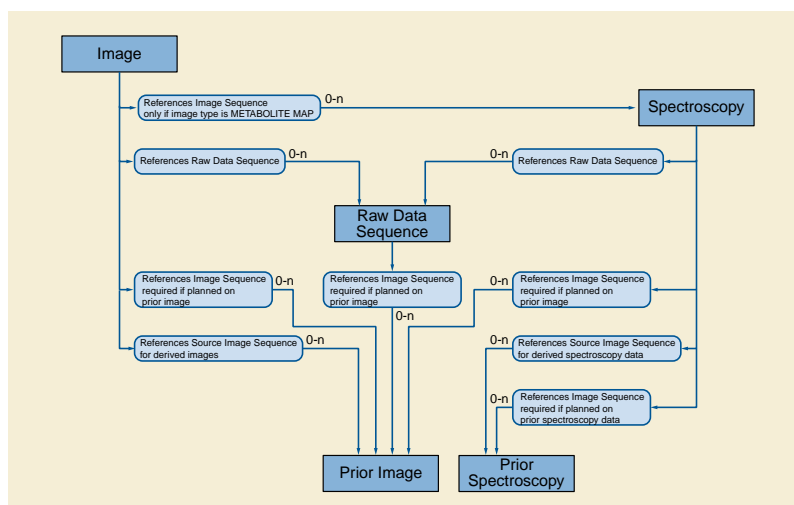 Image
References Image Sequence
only if image type is METABOLITE MAP
0-n
Spectroscopy
References Raw Data Sequence
0-n
0-n
References Raw Data Sequence
Raw Data
Sequence
References Image Sequence
required if planned on
prior image
0-n
References Image Sequence
required if planned on
prior image
0-n
0-n
References Image Sequence
required if planned on
prior image
References Source Image Sequence
for derived images
0-n
0-n
References Source Image Sequence
for derived spectroscopy data
0-n
References Image Sequence
required if planned on
prior spectroscopy data
Prior Image
Prior
Spectroscopy